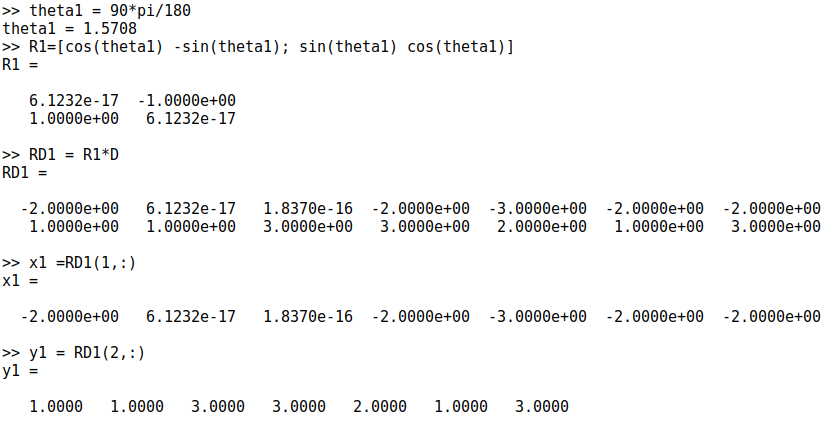 >> theta1 = 90*pi/180
theta1 = 1.5708
>> R1=[cos(theta1) -sin(theta1); sin(theta1) cos(theta1)]
R1 =
6.1232e-17 -1.0000e+00
1.0000e+00 6.1232e-17
>> RD1 = R1*D
RD1 =
-2.0000e+00 6.1232e-17 1.8370e-16 -2.0000e+00 -3.0000e+00 -2.0000e+00 -2.0000e+00
1.0000e+00 1.0000e+00 3.0000e+00 3.0000e+00 2.0000e+00 1.0000e+00 3.0000e+00
>> x1 =RD1(1,:)
x1 =
-2.0000e+00 6.1232e-17 1.8370e-16 -2.0000e+00 -3.0000e+00 -2.0000e+00 -2.0000e+00
>> y1 = RD1(2,:)
y1 =
1.0000 1.0000 3.0000 3.0000 2.0000 1.0000 3.0000